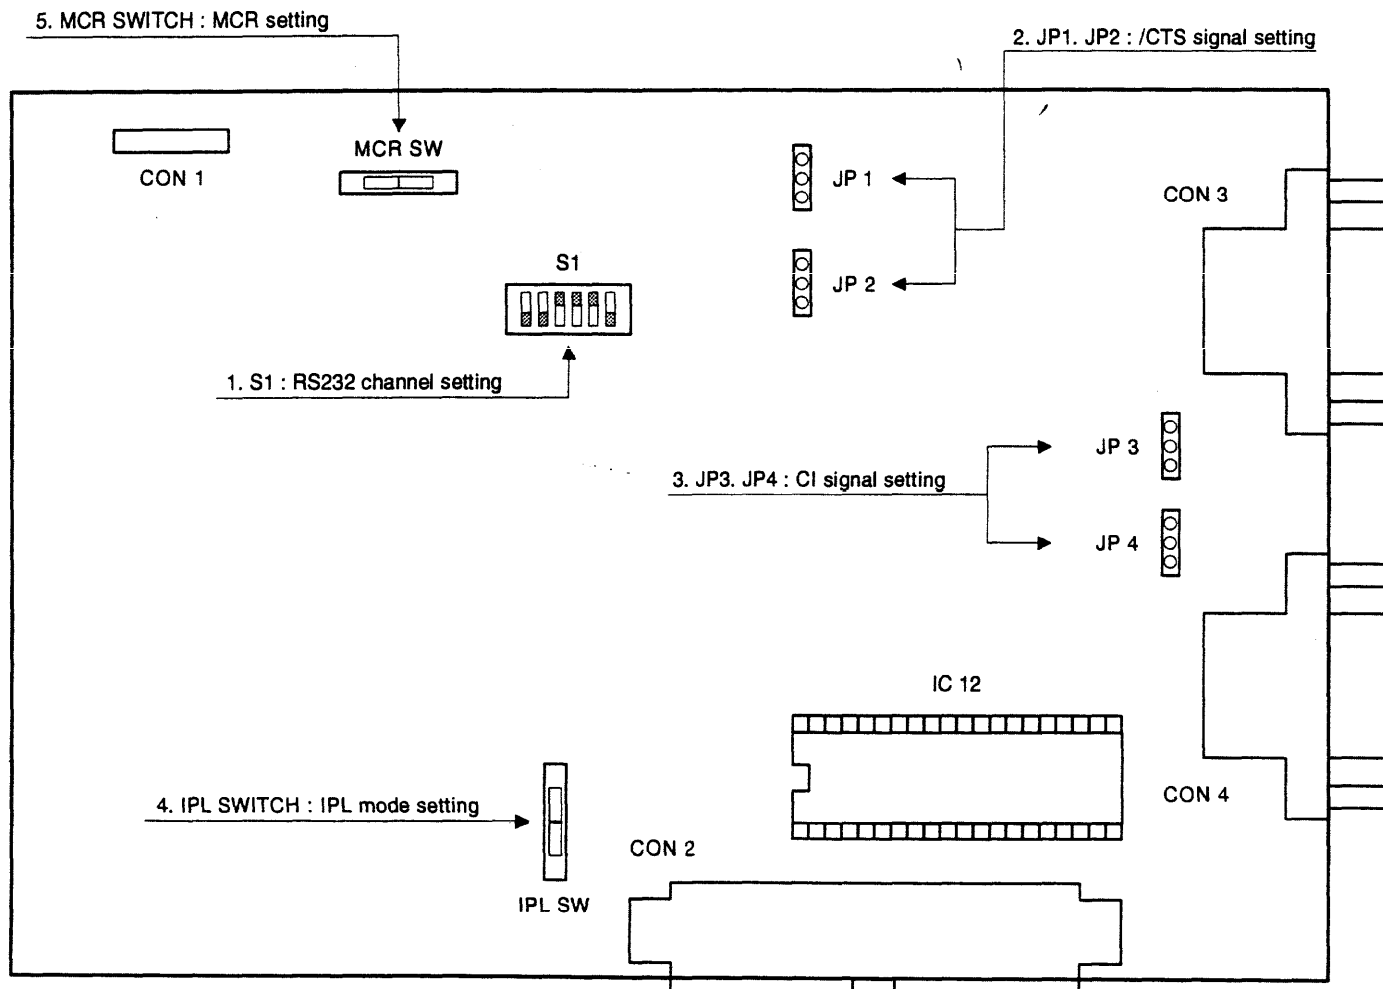 5. MCR SWITCH : MCR setting
2. JP1. JP2 : /CTS signal setting
MCR SW
CON 1
JP 1
CON 3
S1
JP 2
1. S1 : RS232 channel setting
JP 3
3. JP3. JP4 : CI signal setting
JP 4
IC 12
4. IPL SWITCH : IPL mode setting
CON 4
CON 2
IPL SW